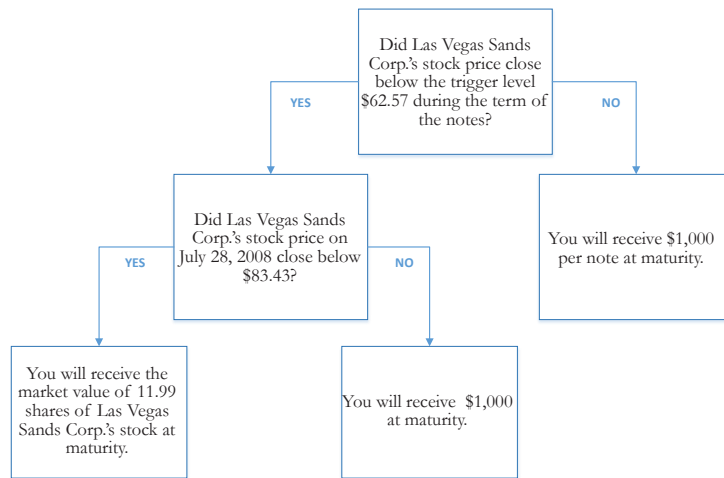 Did Las Vegas Sands
Corp.'s stock price close
below the trigger level
$62.57 during the term of
the notes?
YES
NO
Did Las Vegas Sands
Corp.'s stock price on
July 28, 2008 close below
$83.43?
You will receive $1,000
per note at maturity.
YES
NO
You will receive the
market value of 11.99
shares of Las Vegas
Sands Corp.'s stock at
maturity.
You will receive $1,000
at maturity.